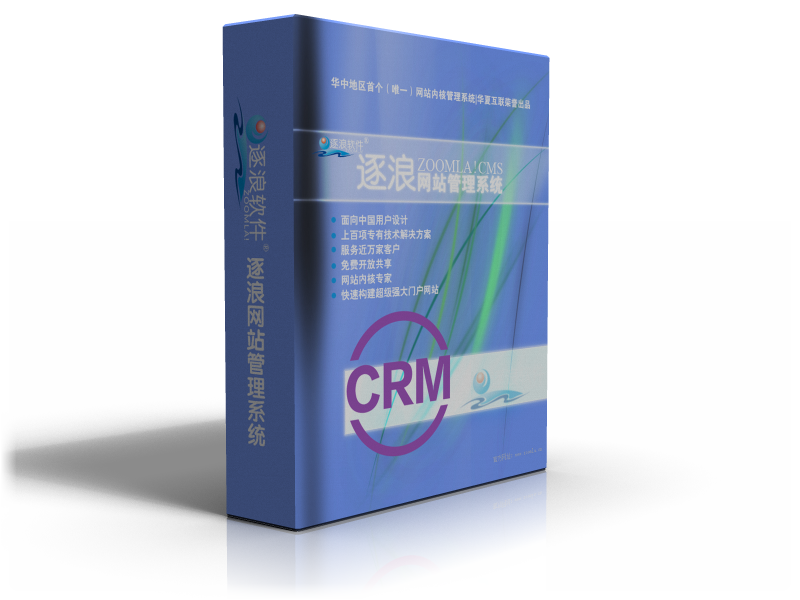 华中地区首个（唯一）网站内核管理系统|华夏互联荣誉出品
逐浪软件®
ZOOMLA!CMS
逐浪网站管理系统
面向中国用户设计
上百项专有技术解决方案
服务近万家客户
免费开放共享
网站内核专家
快速构建超级强大门户网站
CRM
逐浪软件®
ZOOMLA!
逐浪网站管理系统